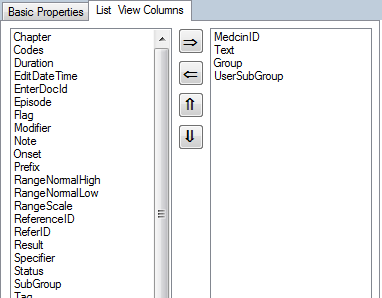 Basic Properties
List View Columns
Chapter
Codes
Duration
EditDateTime
EnterDocId
Episode
Flag
Modifier
Note
Onset
Prefix
RangeNormalHigh
RangeNormalLow
RangeScale
ReferenceID
ReferID
Result
Specifier
Status
SubGroup
Tag
MedcinID
Text
Group
UserSubGroup